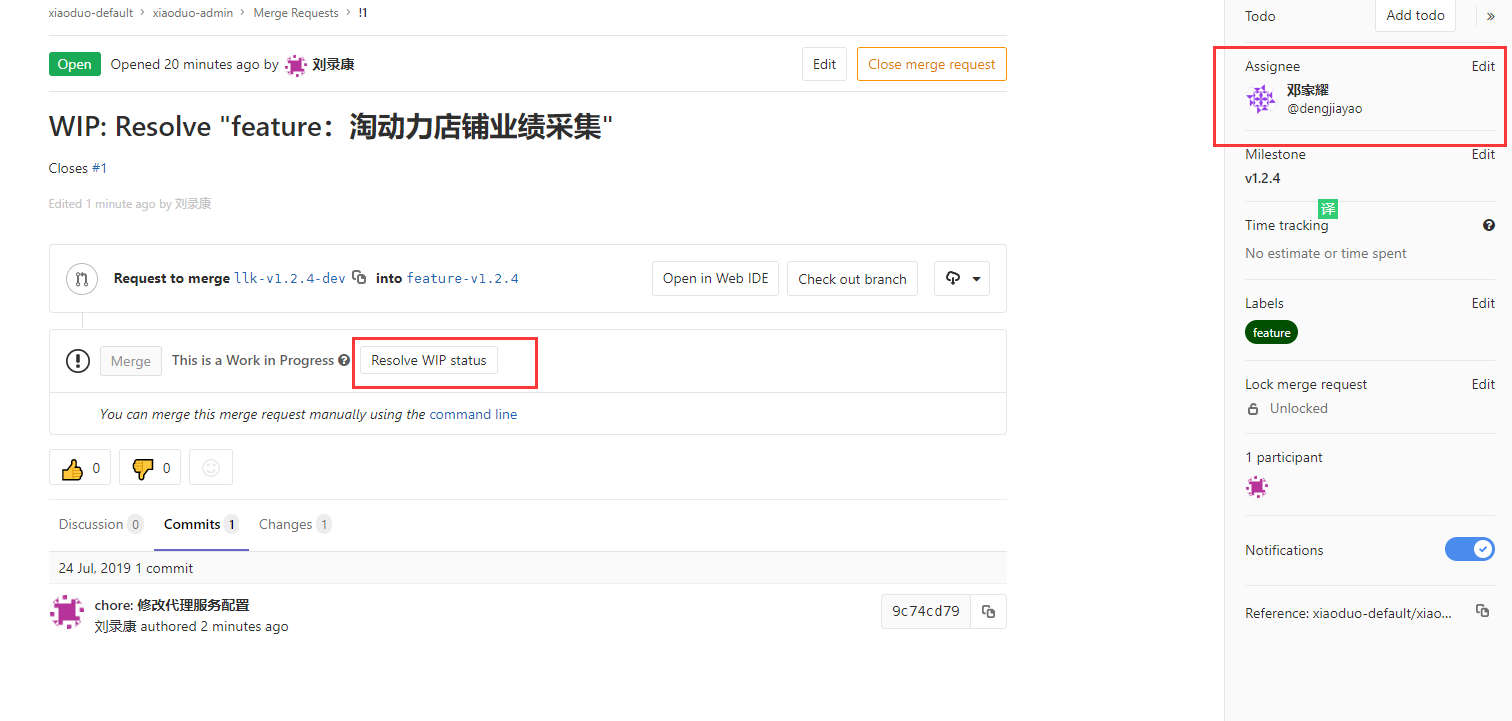 xiaoduo-default › xiaoduo-admin › Merge Requests › !1
Open Opened 20 minutes ago by 刘录康 Edit Close merge request
WIP: Resolve "feature：淘动力店铺业绩采集"
Closes #1
Edited 1 minute ago by 刘录康
Request to merge llk-v1.2.4-dev into feature-v1.2.4 Open in Web IDE Check out branch
Merge This is a Work in Progress Resolve WIP status
You can merge this merge request manually using the command line
0 0
Discussion 0 Commits 1 Changes 1
24 Jul, 2019 1 commit
chore: 修改代理服务配置
刘录康 authored 2 minutes ago
9c74cd79
Todo Add todo »
Assignee Edit
邓家耀
@dengjiayao
Milestone Edit
v1.2.4
译
Time tracking
No estimate or time spent
Labels Edit
feature
Lock merge request Edit
Unlocked
1 participant
Notifications
Reference: xiaoduo-default/xiao...